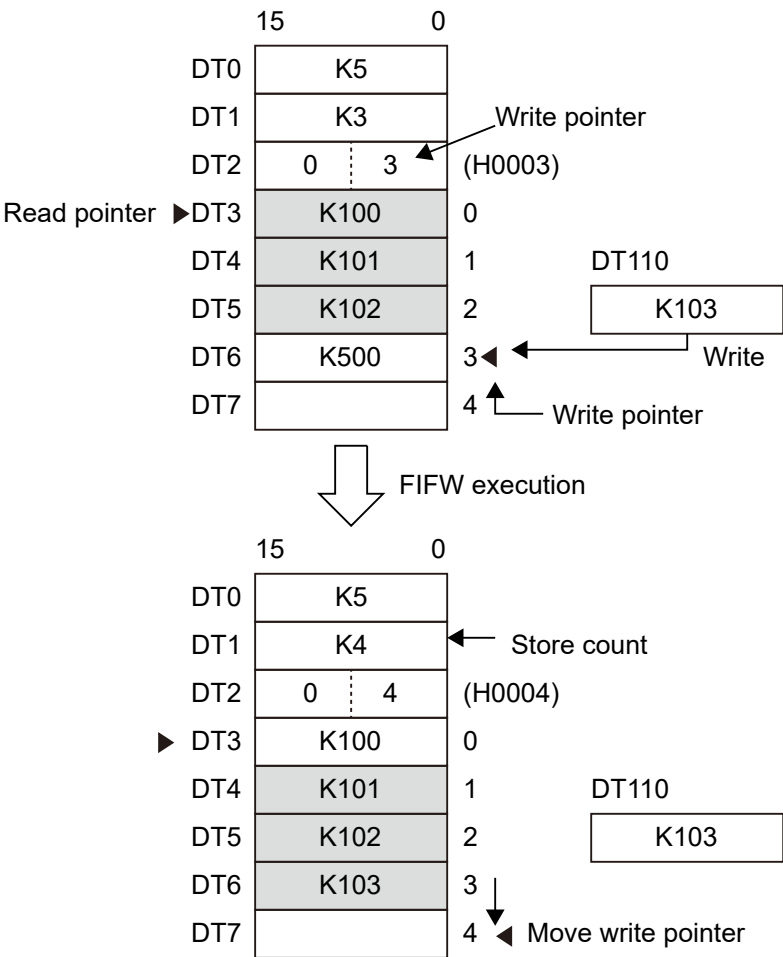 15 0
DT0 K5
DT1 K3 Write pointer
DT2 0 3 (H0003)
Read pointer DT3 K100 0
DT4 K101 1 DT110
DT5 K102 2 K103
DT6 K500 3 Write
DT7 4 Write pointer
FIFW execution
15 0
DT0 K5
DT1 K4 Store count
DT2 0 4 (H0004)
DT3 K100 0
DT4 K101 1 DT110
DT5 K102 2 K103
DT6 K103 3
DT7 4 Move write pointer